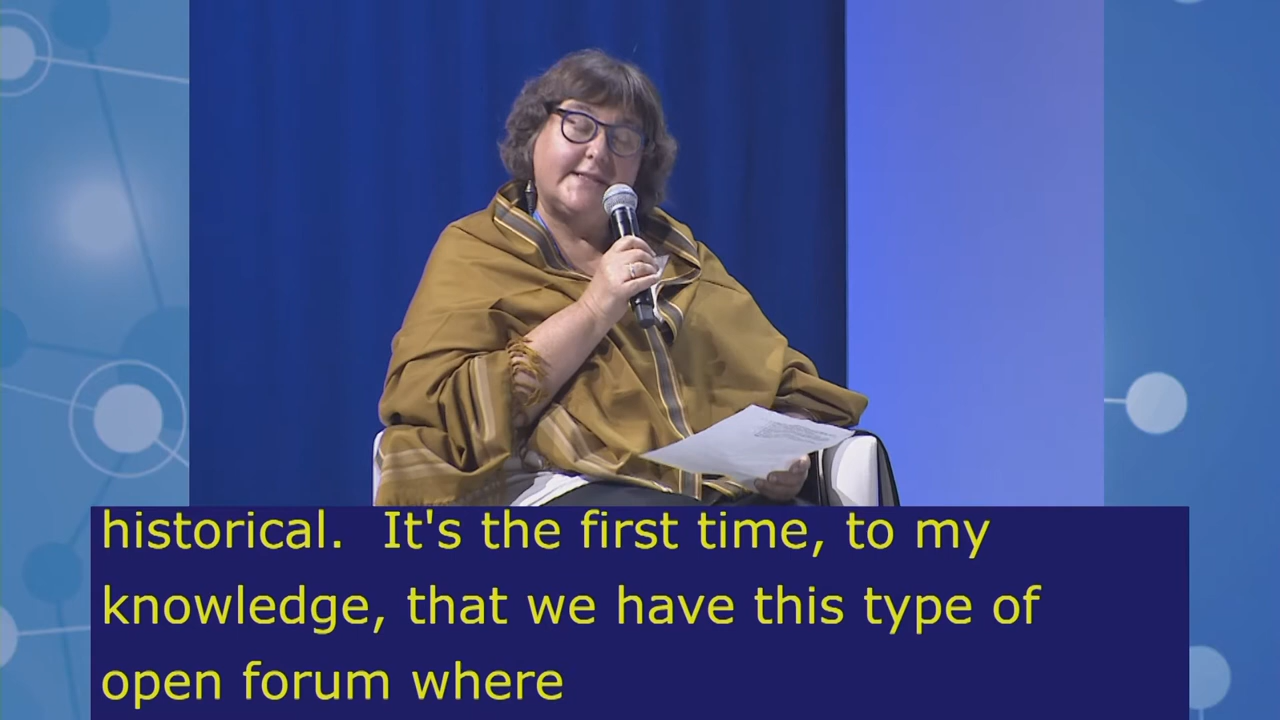 historical.  It's the first time, to my
knowledge, that we have this type of
open forum where